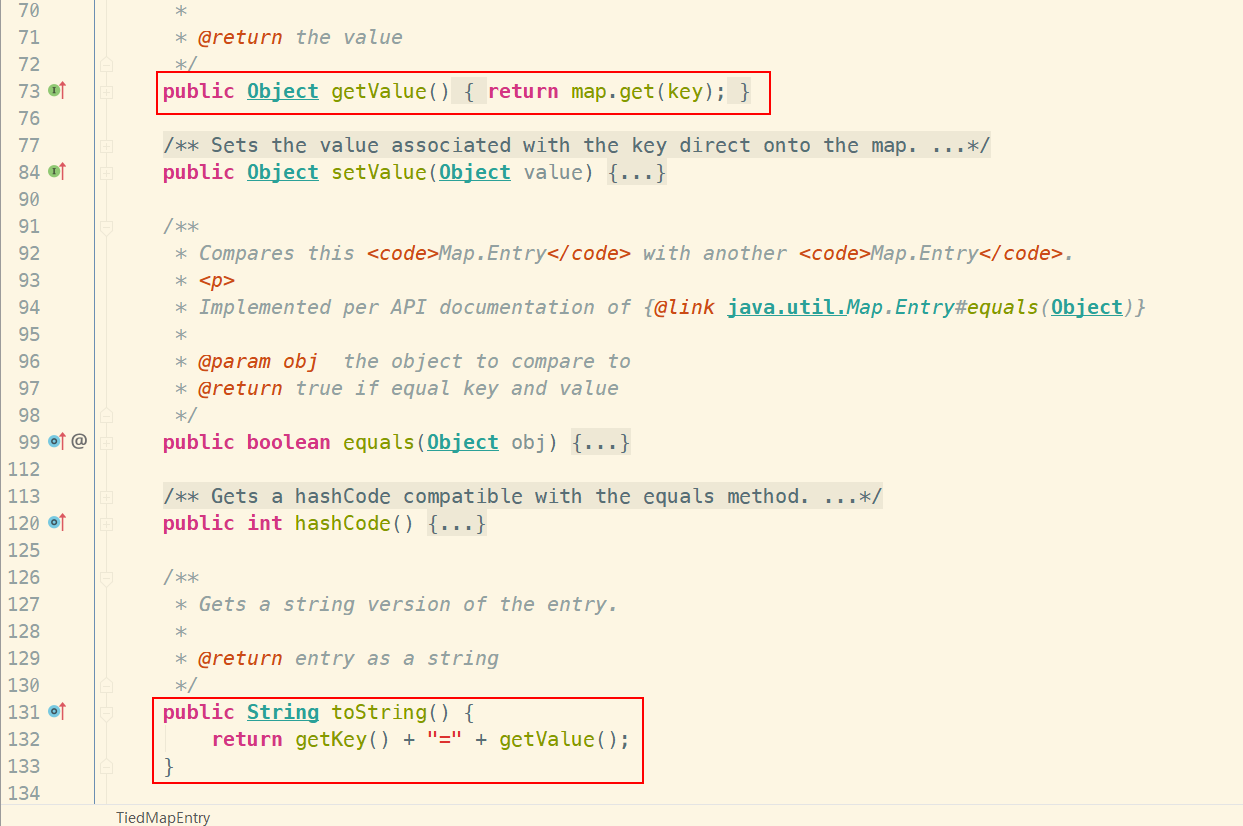 70 *
71 * @return the value
72 */
73 public Object getValue() { return map.get(key); }
76
77 /** Sets the value associated with the key direct onto the map. ...*/
84 public Object setValue(Object value) {...}
90
91 /**
92 * Compares this <code>Map.Entry</code> with another <code>Map.Entry</code>.
93 * <p>
94 * Implemented per API documentation of {@link java.util.Map.Entry#equals(Object)}
95 *
96 * @param obj  the object to compare to
97 * @return true if equal key and value
98 */
99 @ public boolean equals(Object obj) {...}
112
113 /** Gets a hashCode compatible with the equals method. ...*/
120 public int hashCode() {...}
125
126 /**
127 * Gets a string version of the entry.
128 *
129 * @return entry as a string
130 */
131 public String toString() {
132 return getKey() + "=" + getValue();
133 }
134
TiedMapEntry